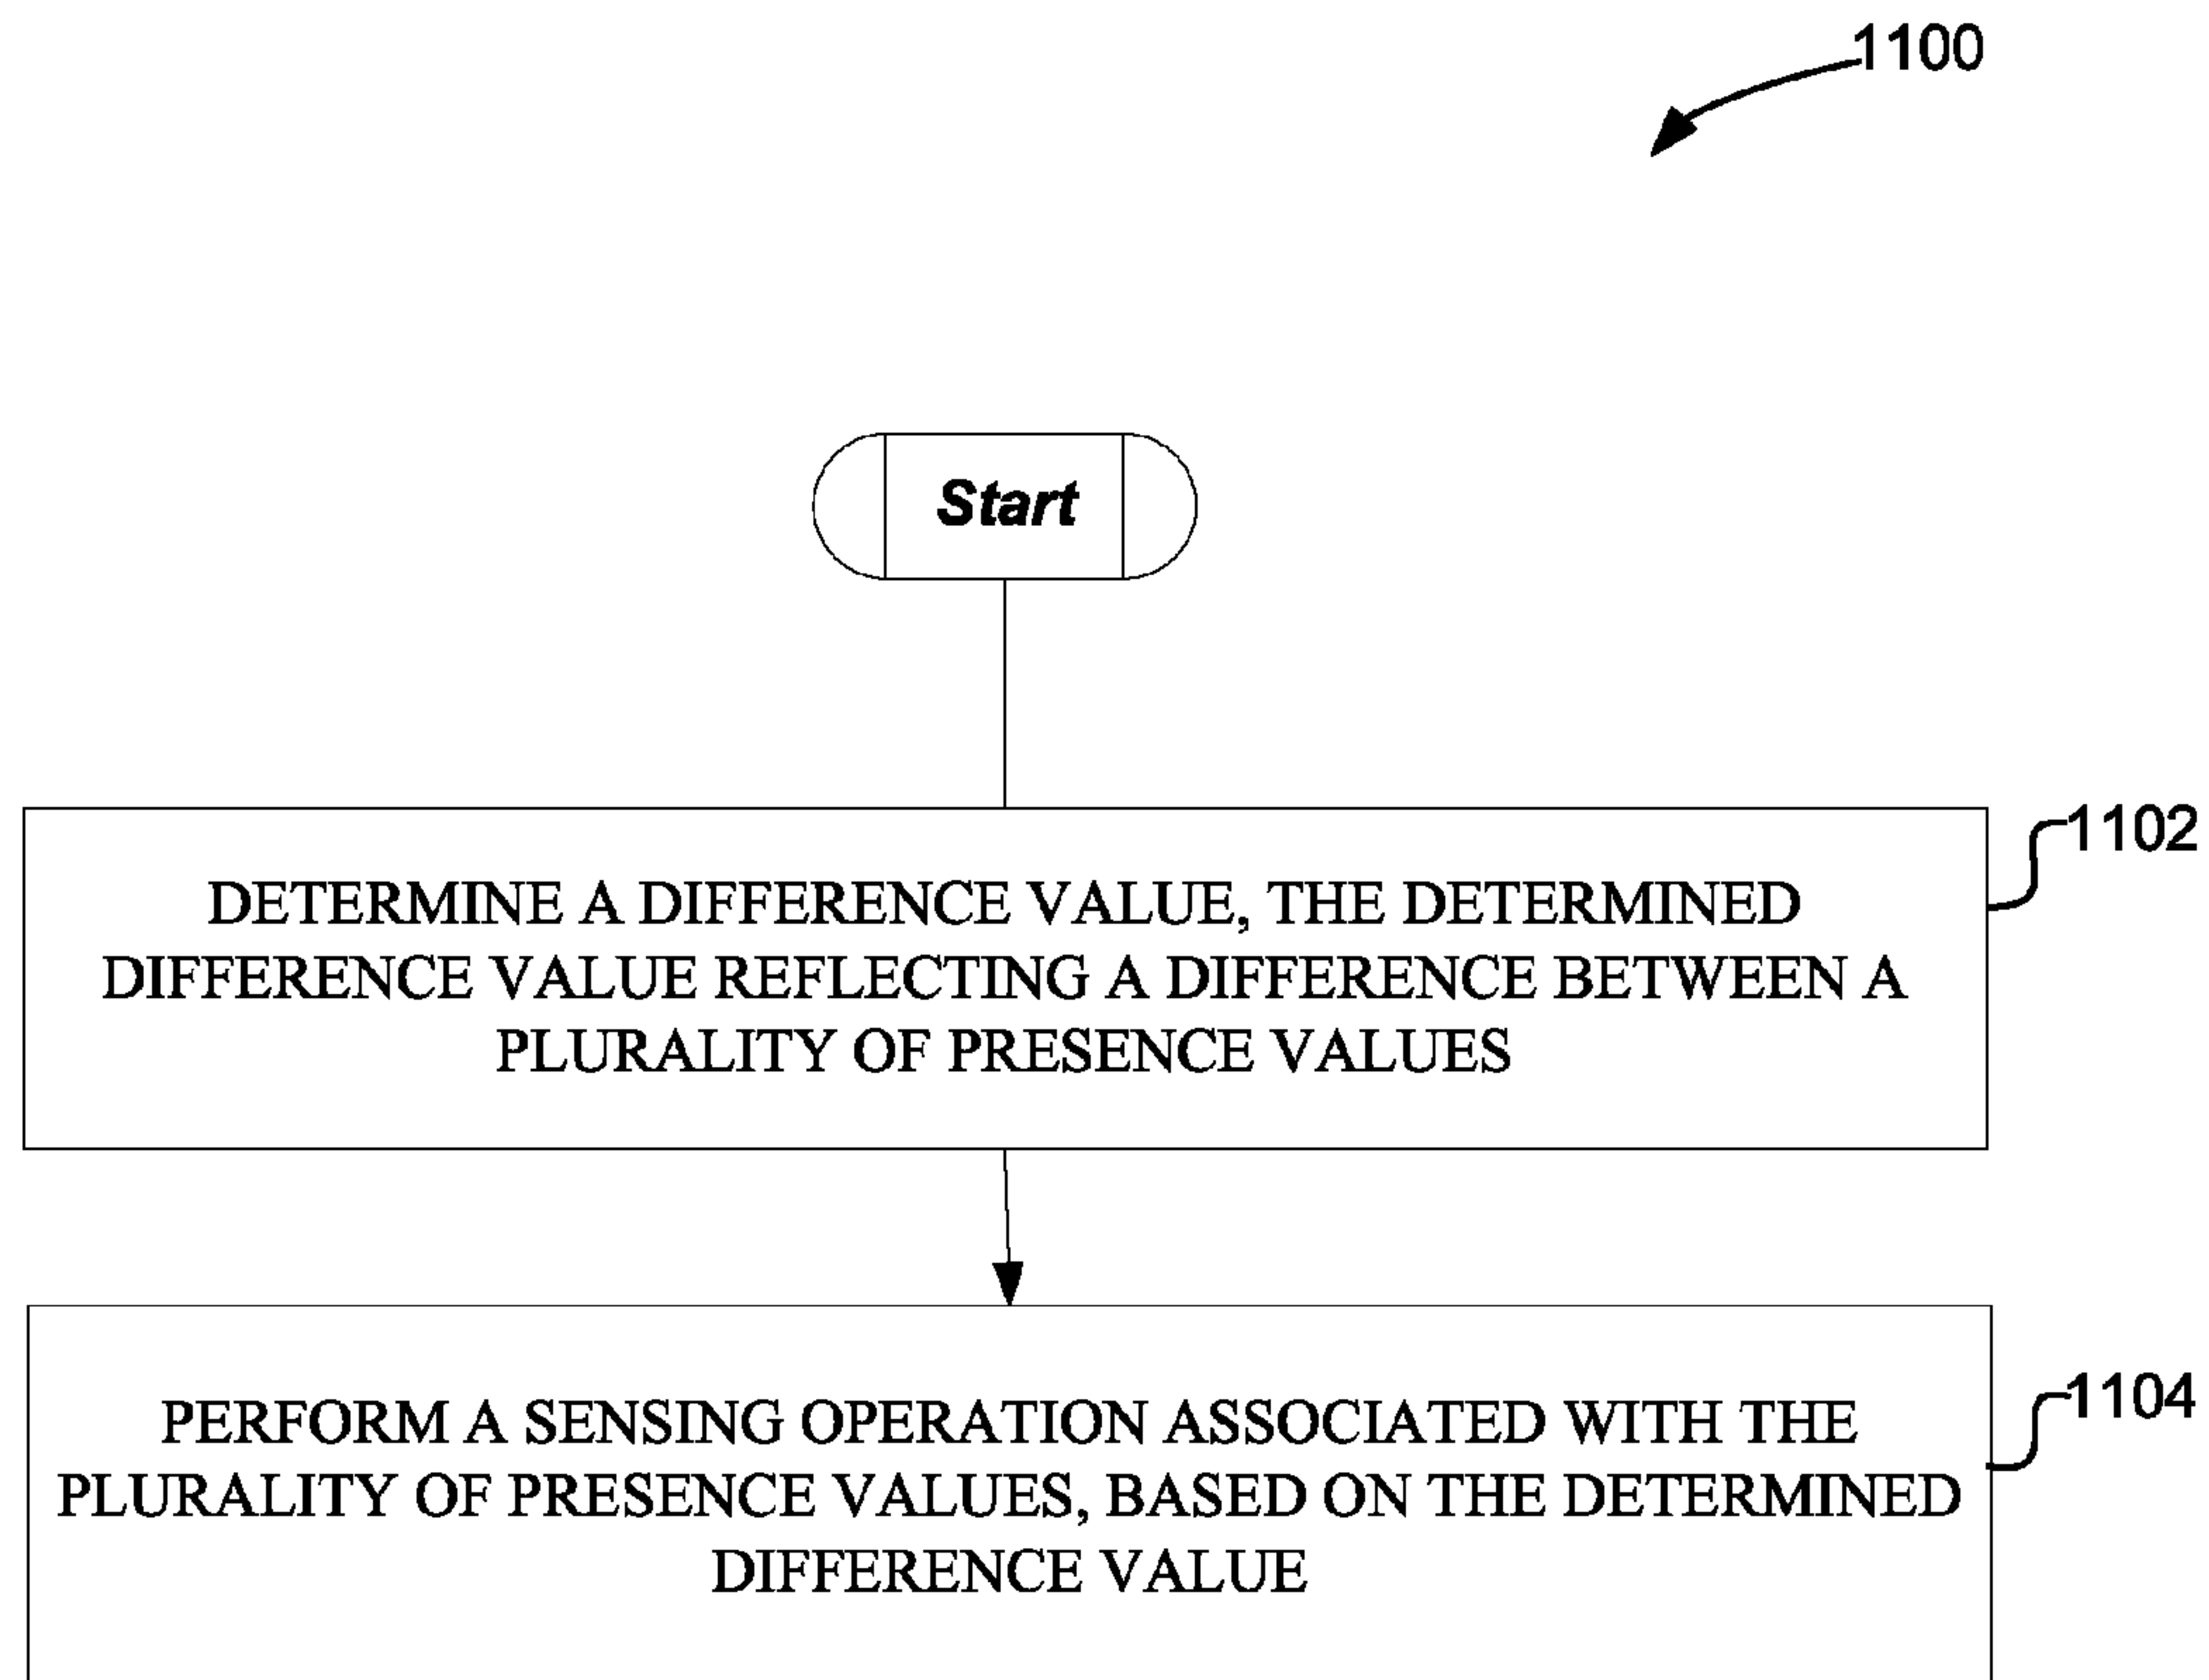 1100
Start
1102
DETERMINE A DIFFERENCE VALUE, THE DETERMINED
DIFFERENCE VALUE REFLECTING A DIFFERENCE BETWEEN A
PLURALITY OF PRESENCE VALUES
1104
PERFORM A SENSING OPERATION ASSOCIATED WITH THE
PLURALITY OF PRESENCE VALUES, BASED ON THE DETERMINED
DIFFERENCE VALUE